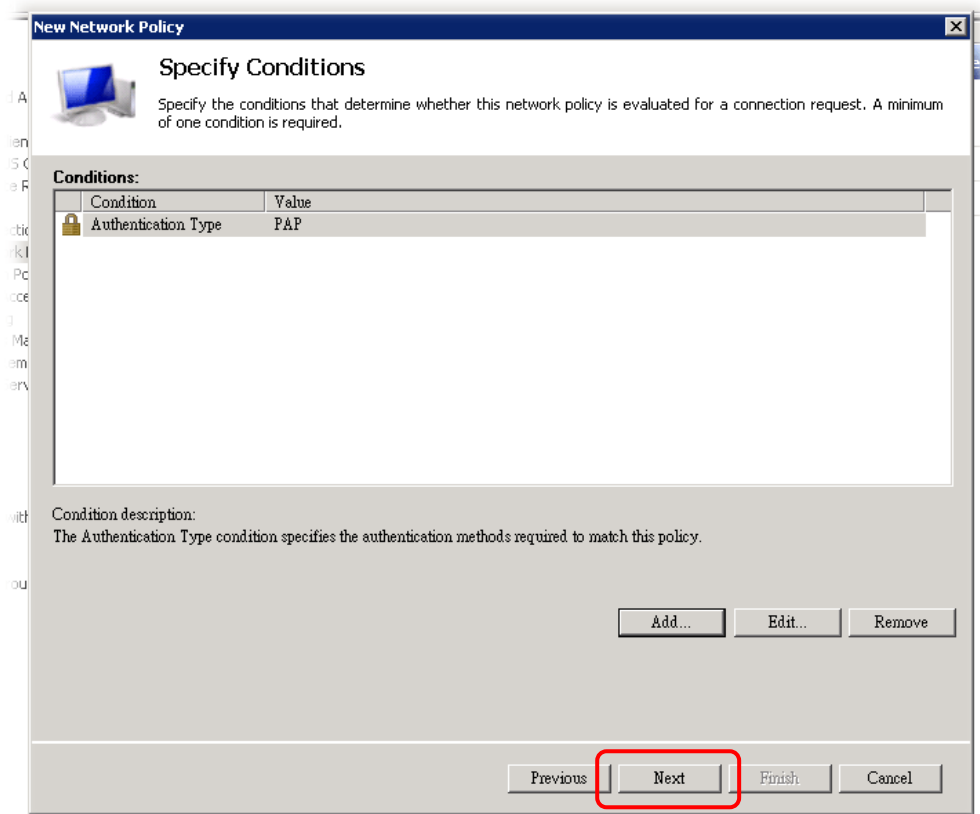 New Network Policy
Specify Conditions
Specify the conditions that determine whether this network policy is evaluated for a connection request. A minimum
of one condition is required.
Conditions:
Condition Value
Authentication Type PAP
Condition description:
The Authentication Type condition specifies the authentication methods required to match this policy.
Add... Edit... Remove
Previous Next Finish Cancel